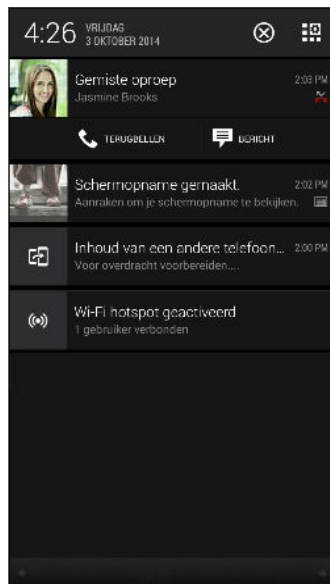 4:26
VRIJDAG
3 OKTOBER 2014
Gemiste oproep 2:03 PM
Jasmine Brooks
TERUGBELLEN BERICHT
Schermopname gemaakt. 2:02 PM
Aanraken om je schermopname te bekijken.
Inhoud van een andere telefoon... 2:00 PM
Voor overdracht voorbereiden....
Wi-Fi hotspot geactiveerd
1 gebruiker verbonden